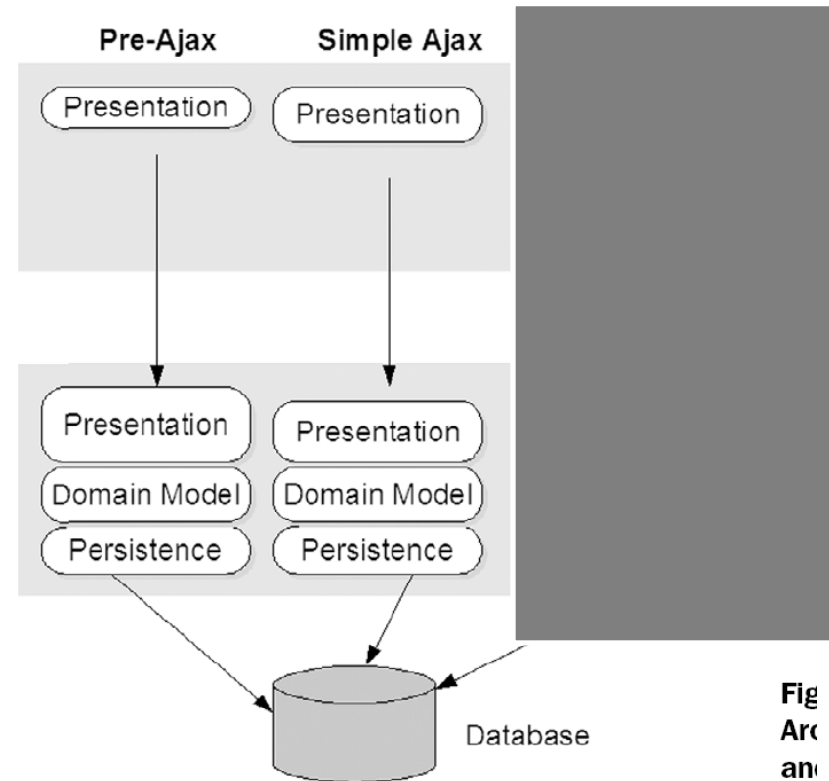 Pre-Ajax Simple Ajax
Presentation Presentation
Presentation Presentation
Domain Model Domain Model
Persistence Persistence
Database